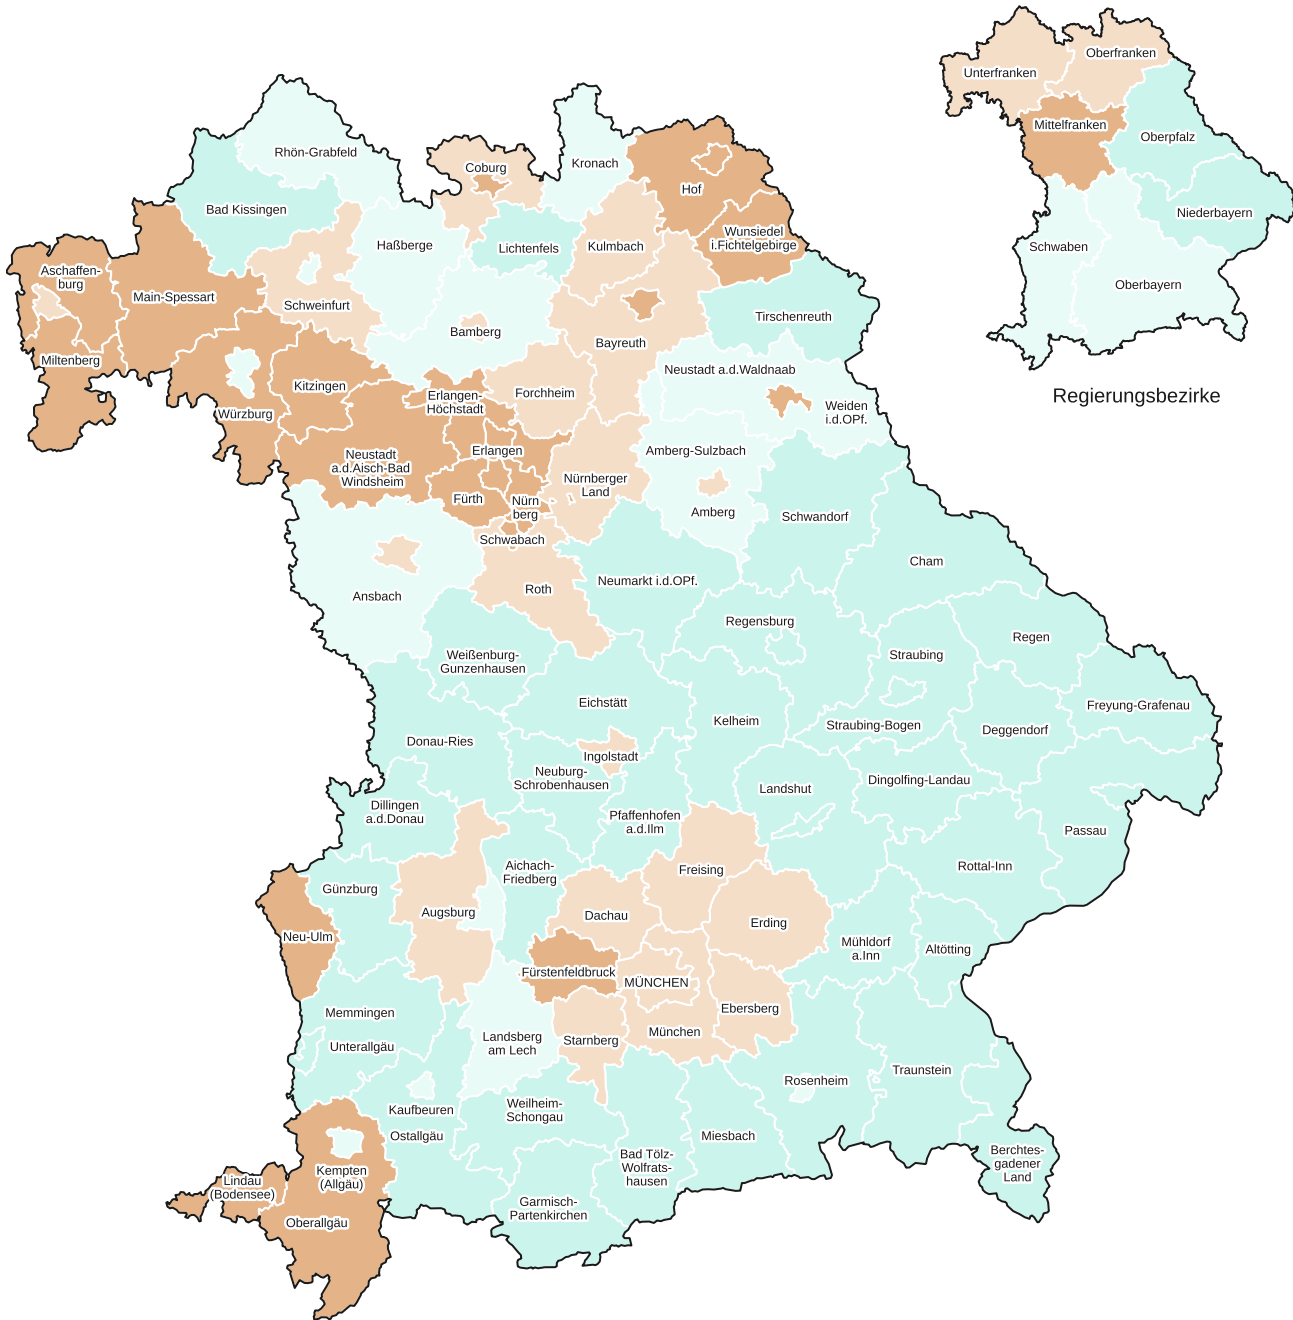 Unterfranken
Oberfranken
Mittelfranken
Oberpfalz
Niederbayern
Schwaben
Oberbayern
Regierungsbezirke
Rhön-Grabfeld
Coburg
Kronach
Hof
Bad Kissingen
Haßberge
Lichtenfels
Kulmbach
Wunsiedel
i.Fichtelgebirge
Aschaffen-
burg
Main-Spessart
Schweinfurt
Bamberg
Bayreuth
Tirschenreuth
Miltenberg
Kitzingen
Würzburg
Erlangen-
Höchstadt
Forchheim
Neustadt a.d.Waldnaab
Weiden
i.d.OPf.
Neustadt
a.d.Aisch-Bad
Windsheim
Erlangen
Fürth
Nürn
berg
Nürnberger
Land
Amberg-Sulzbach
Amberg
Schwandorf
Schwabach
Cham
Ansbach
Roth
Neumarkt i.d.OPf.
Regensburg
Regen
Straubing
Weißenburg-
Gunzenhausen
Eichstätt
Kelheim
Straubing-Bogen
Deggendorf
Freyung-Grafenau
Donau-Ries
Ingolstadt
Neuburg-
Schrobenhausen
Landshut
Dingolfing-Landau
Dillingen
a.d.Donau
Pfaffenhofen
a.d.Ilm
Passau
Aichach-
Friedberg
Freising
Rottal-Inn
Günzburg
Augsburg
Dachau
Erding
Neu-Ulm
Mühldorf
a.Inn
Altötting
Fürstenfeldbruck
MÜNCHEN
Ebersberg
Memmingen
Unterallgäu
Landsberg
am Lech
Starnberg
München
Traunstein
Rosenheim
Kaufbeuren
Ostallgäu
Weilheim-
Schongau
Miesbach
Bad Tölz-
Wolfrats-
hausen
Berchtes-
gadener
Land
Lindau
(Bodensee)
Kempten
(Allgäu)
Oberallgäu
Garmisch-
Partenkirchen